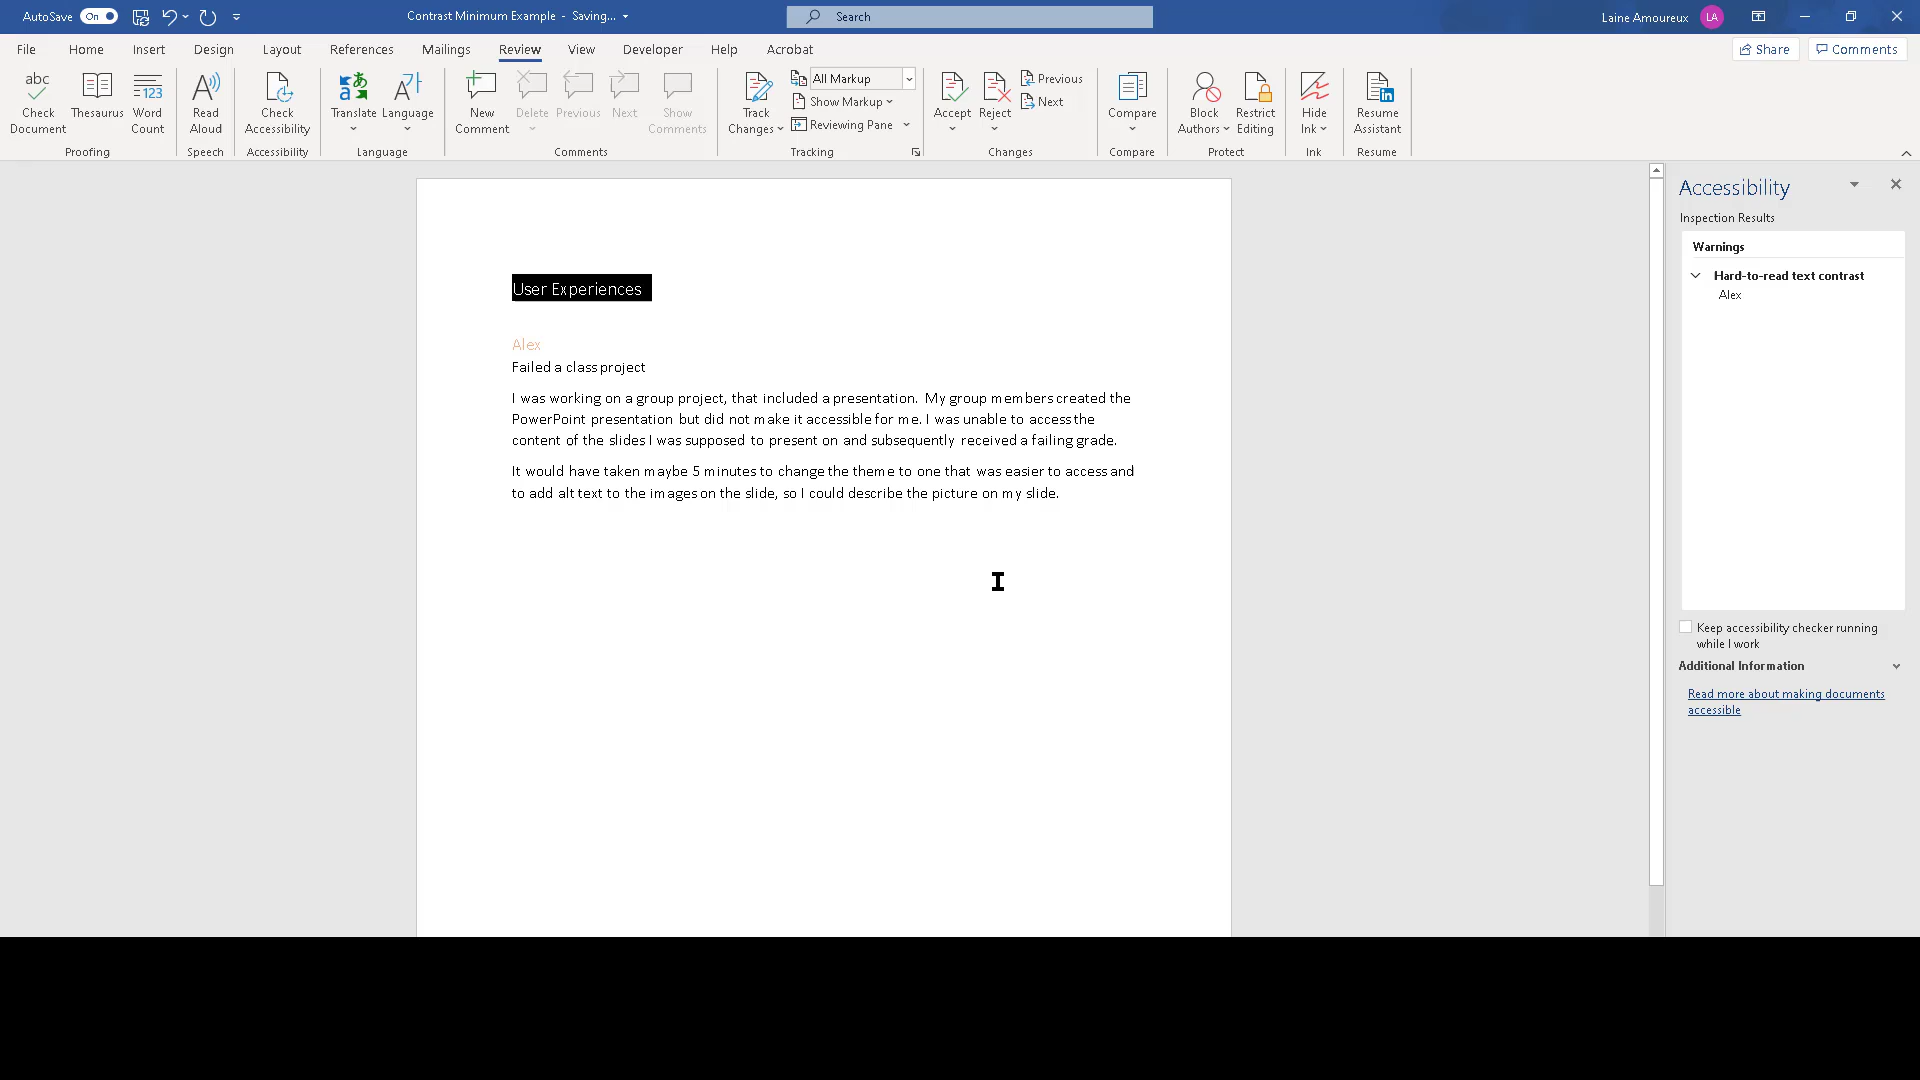 AutoSave On Contrast Minimum Example - Saving... Search Laine Amoureux LA
File Home Insert Design Layout References Mailings Review View Developer Help Acrobat Share Comments
abc
Check
Document
Thesaurus
123
Word
Count
Proofing
Read
Aloud
Speech
Check
Accessibility
Accessibility
Translate
Language
Language
New
Comment
Delete
Previous
Next
Show
Comments
Comments
Track
Changes
All Markup
Show Markup
Reviewing Pane
Tracking
Accept
Reject
Previous
Next
Changes
Compare
Compare
Block
Authors
Restrict
Editing
Protect
Hide
Ink
Ink
Resume
Assistant
Resume
User Experiences
Alex
Failed a class project
I was working on a group project, that included a presentation.  My group members created the
PowerPoint presentation but did not make it accessible for me. I was unable to access the
content of the slides I was supposed to present on and subsequently received a failing grade.
It would have taken maybe 5 minutes to change the theme to one that was easier to access and
to add alt text to the images on the slide, so I could describe the picture on my slide.
Accessibility
Inspection Results
Warnings
Hard-to-read text contrast
Alex
Keep accessibility checker running
while I work
Additional Information
Read more about making documents
accessible